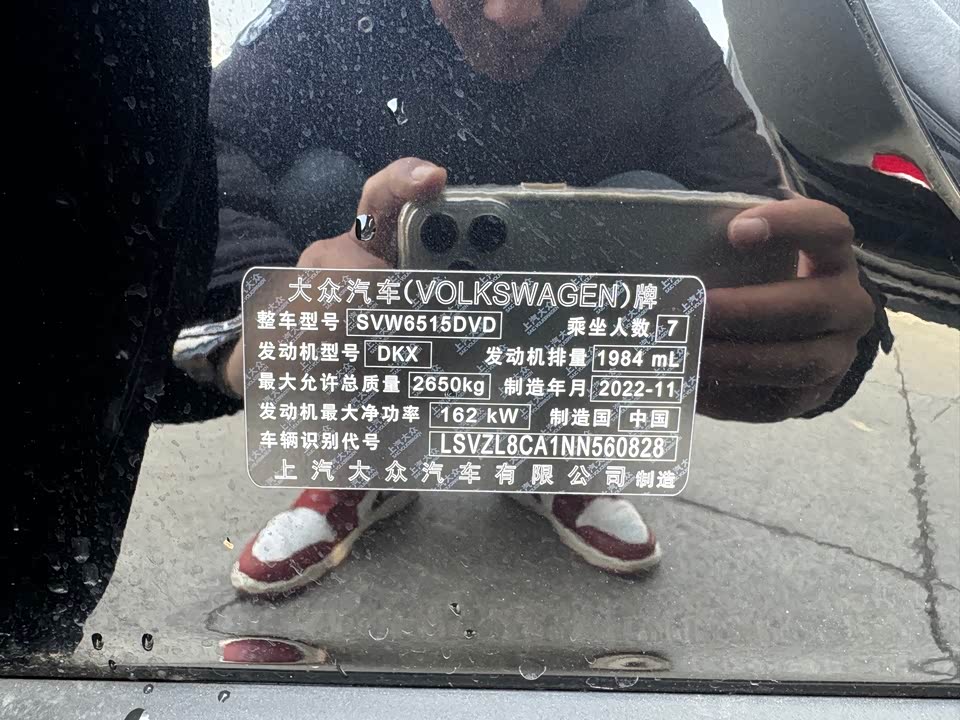 大众汽车(VOLKSWAGEN)牌
整车型号 SVW6515DVD 乘坐人数 7
发动机型号 DKX 发动机排量 1984 mL
最大允许总质量 2650kg 制造年月 2022-11
发动机最大净功率 162 kW 制造国 中国
车辆识别代号 LSVZL8CA1NN560828
上汽大众汽车有限公司制造